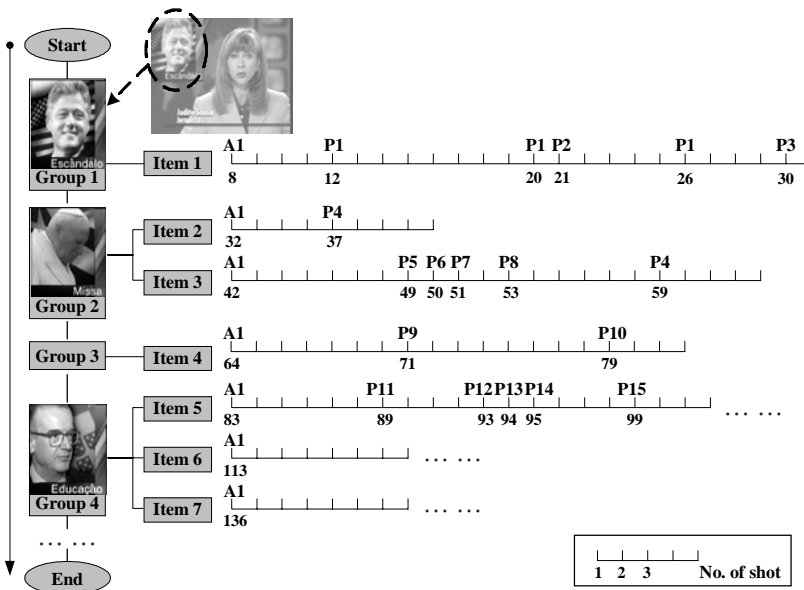 Start
Escândalo
Judite Sousa
Jornalista
Escândalo
Group 1
Item 1
A1 P1 P1 P2 P1 P3
8 12 20 21 26 30
Missa
Group 2
Item 2
A1 P4
32 37
Item 3
A1 P5 P6 P7 P8 P4
42 49 50 51 53 59
Group 3
Item 4
A1 P9 P10
64 71 79
Educação
Group 4
Item 5
A1 P11 P12 P13 P14 P15
83 89 93 94 95 99
... ...
Item 6
A1
113
... ...
Item 7
A1
136
... ...
... ...
End
1 2 3 No. of shot